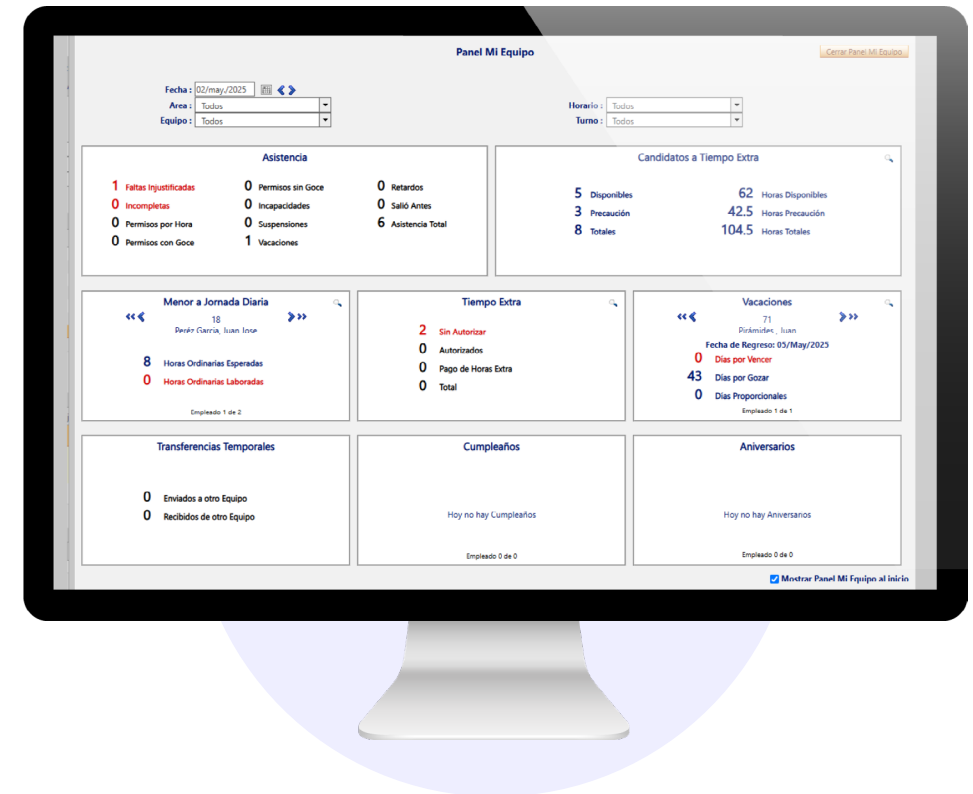 Panel Mi Equipo
Cerrar Panel Mi Equipo
Fecha : 02/may./2025
Area : Todos
Equipo : Todos
Horario : Todos
Turno : Todos
Asistencia
1 Faltas Injustificadas
0 Incompletas
0 Permisos por Hora
0 Permisos con Goce
0 Permisos sin Goce
0 Incapacidades
0 Suspensiones
1 Vacaciones
0 Retardos
0 Salió Antes
6 Asistencia Total
Candidatos a Tiempo Extra
5 Disponibles
3 Precaución
8 Totales
62 Horas Disponibles
42.5 Horas Precaución
104.5 Horas Totales
Menor a Jornada Diaria
18
Peréz Garcia, Juan Jose
8 Horas Ordinarias Esperadas
0 Horas Ordinarias Laboradas
Empleado 1 de 2
Tiempo Extra
2 Sin Autorizar
0 Autorizados
0 Pago de Horas Extra
0 Total
Vacaciones
71
Pirámides , Juan
Fecha de Regreso: 05/May/2025
0 Días por Vencer
43 Días por Gozar
0 Días Proporcionales
Empleado 1 de 1
Transferencias Temporales
0 Enviados a otro Equipo
0 Recibidos de otro Equipo
Cumpleaños
Hoy no hay Cumpleaños
Empleado 0 de 0
Aniversarios
Hoy no hay Aniversarios
Empleado 0 de 0
Mostrar Panel Mi Equipo al inicio